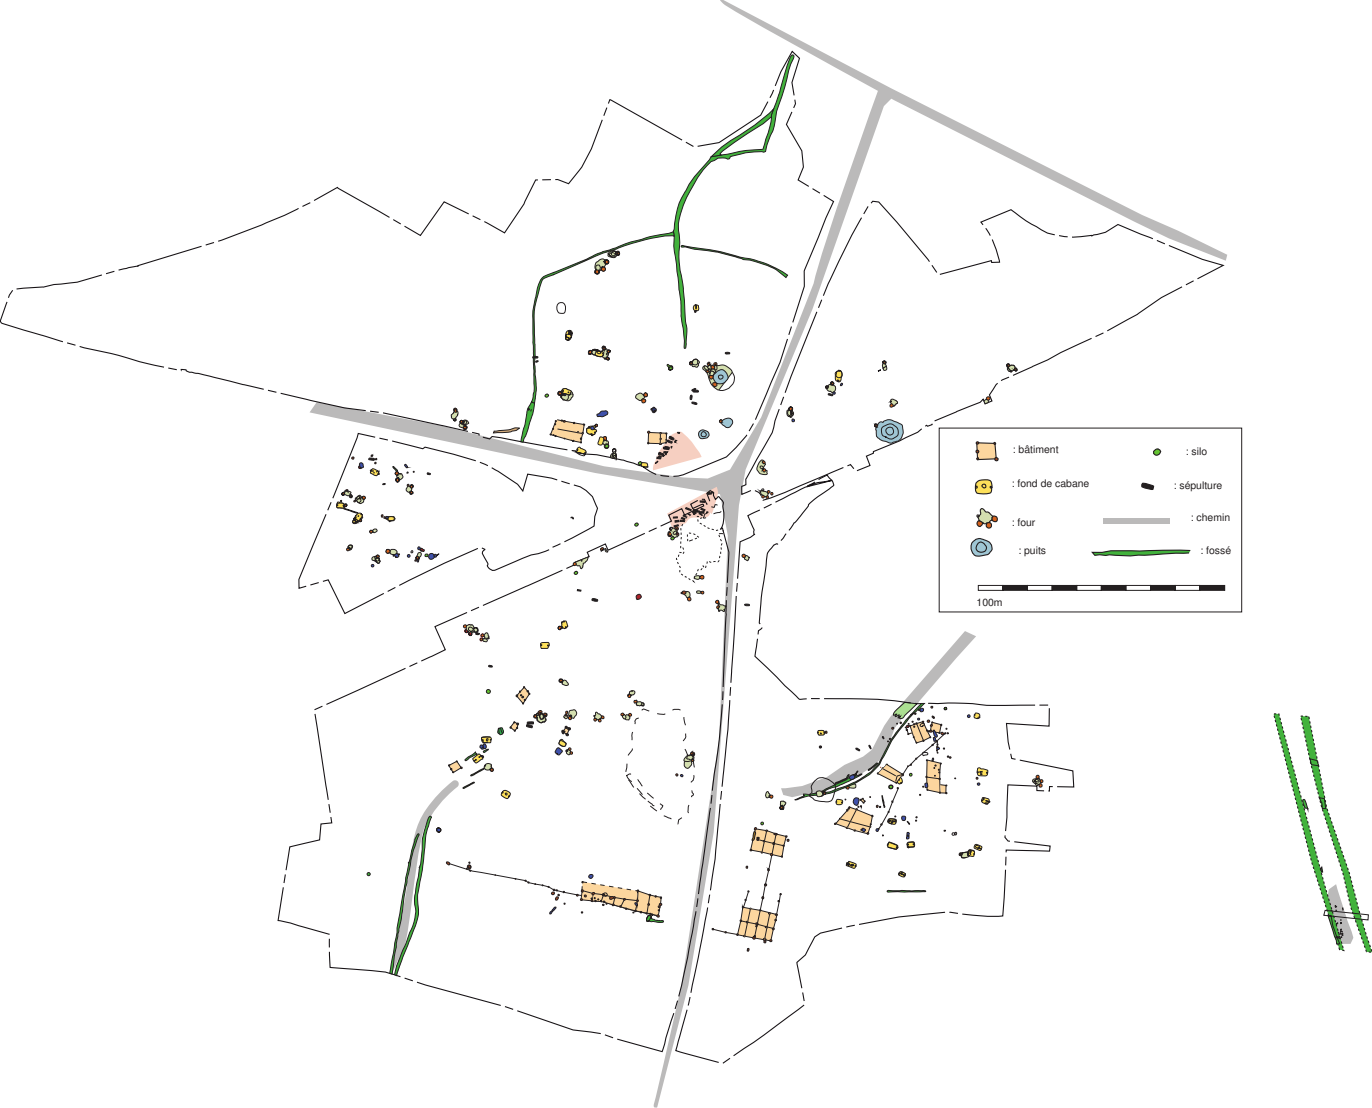 : bâtiment
: silo
: fond de cabane
: sépulture
: four
: chemin
: puits
: fossé
100m